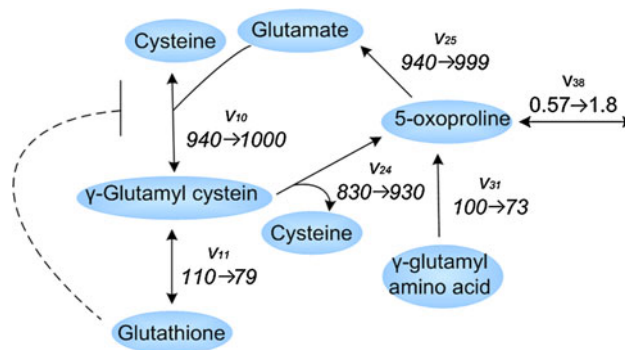 Cysteine
Glutamate
V25
940→999
V38
0.57→1.8
5-oxoproline
V10
940→1000
V24
830→930
V31
100→73
γ-Glutamyl cystein
Cysteine
V11
110→79
γ-glutamyl
amino acid
Glutathione